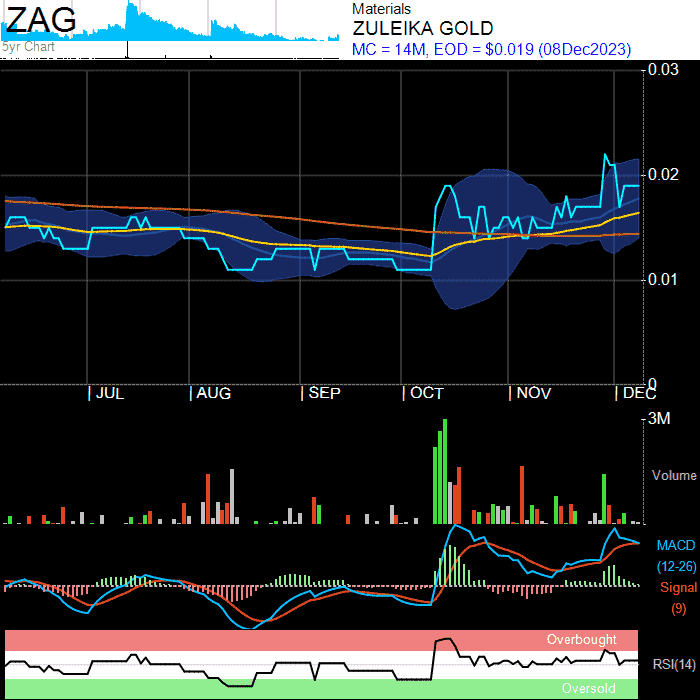 ZAG
5yr Chart
Materials
ZULEIKA GOLD
MC = 14M, EOD = $0.019 (08Dec2023)
0.03
0.02
0.01
0
JUL
AUG
SEP
OCT
NOV
DEC
3M
Volume
MACD
(12-26)
Signal
(9)
Overbought
RSI(14)
Oversold